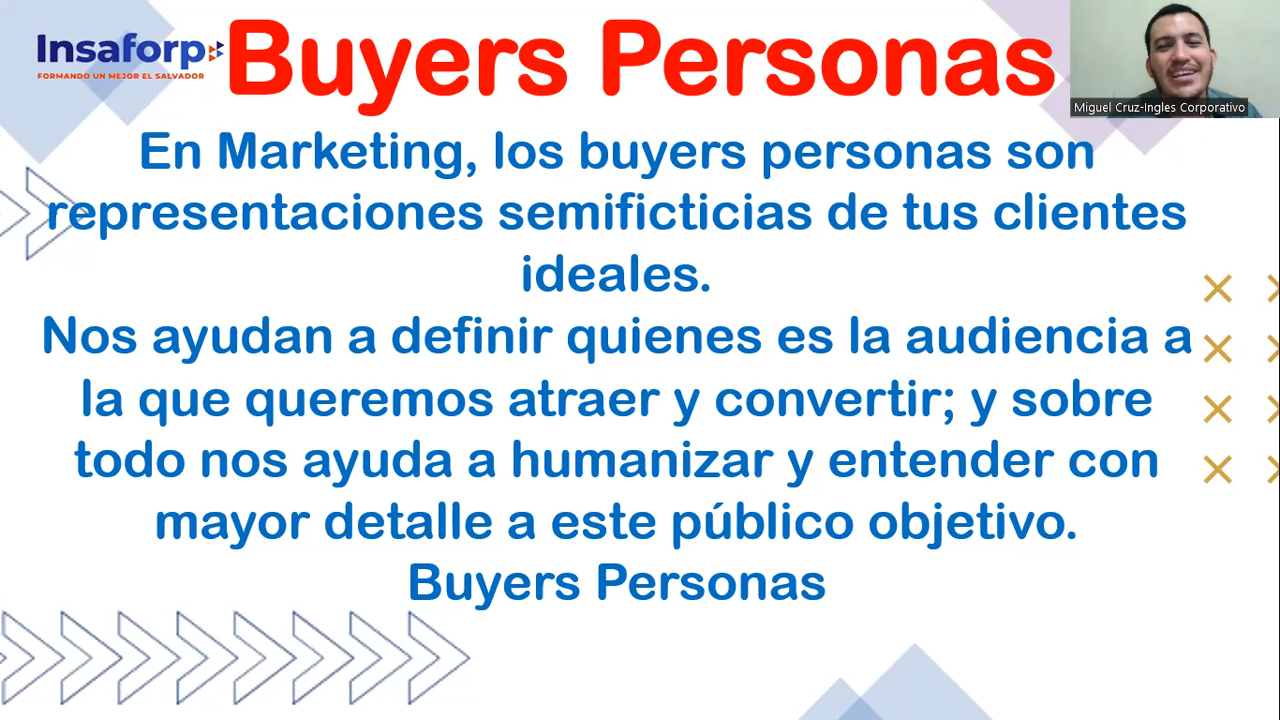 Insaforp
FORMANDO UN MEJOR EL SALVADOR
Buyers Personas
Miguel Cruz-Ingles Corporativo
En Marketing, los buyers personas son
representaciones semificticias de tus clientes
ideales.
Nos ayudan a definir quienes es la audiencia a
la que queremos atraer y convertir; y sobre
todo nos ayuda a humanizar y entender con
mayor detalle a este público objetivo.
Buyers Personas